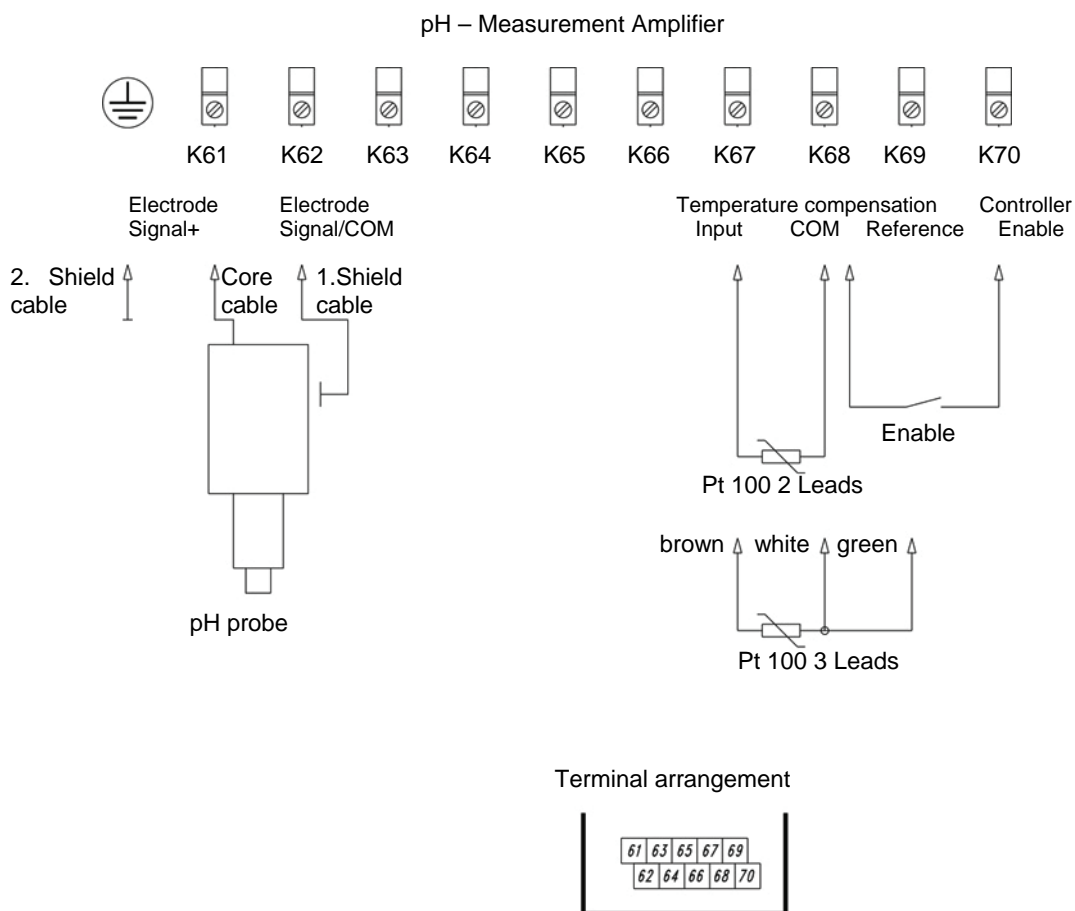 pH – Measurement Amplifier
K61 K62 K63 K64 K65 K66 K67 K68 K69 K70
Electrode Signal+
Electrode Signal/COM
Temperature compensation
Input COM Reference
Controller Enable
2. Shield cable
Core cable
1.Shield cable
Enable
Pt 100 2 Leads
brown white green
pH probe
Pt 100 3 Leads
Terminal arrangement
61 63 65 67 69
62 64 66 68 70